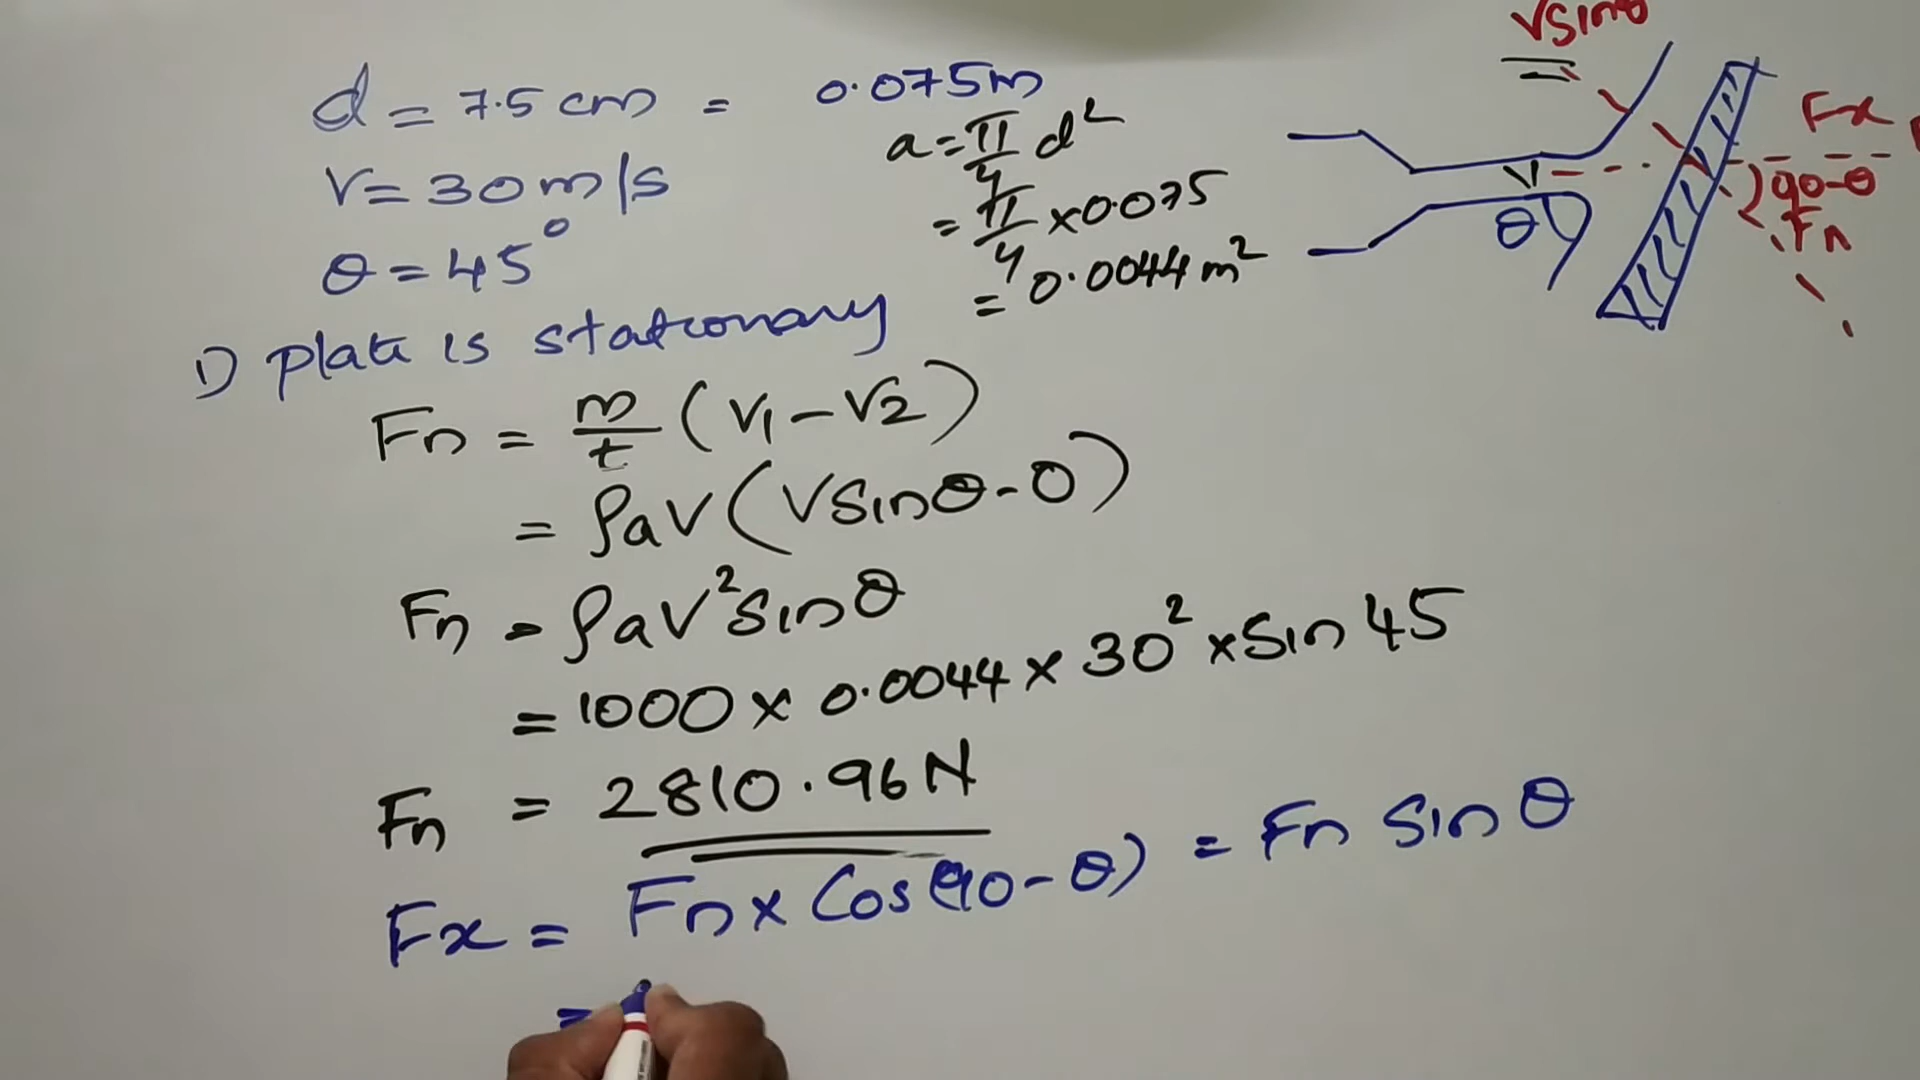 d = 7.5 cm = 0.075m
V = 30 m/s
θ = 45°
a = π/4 d²
= π/4 × 0.075
= 0.0044 m²
Vsinθ
Fx
90-θ
Fn
V
θ
1) plate is stationary
Fn = m/t (V1 - V2)
= ρaV (V sinθ - 0)
Fn = ρaV² sinθ
= 1000 × 0.0044 × 30² × sin 45
Fn = 2810.96 N
Fx = Fn × Cos(90 - θ) = Fn Sin θ
=